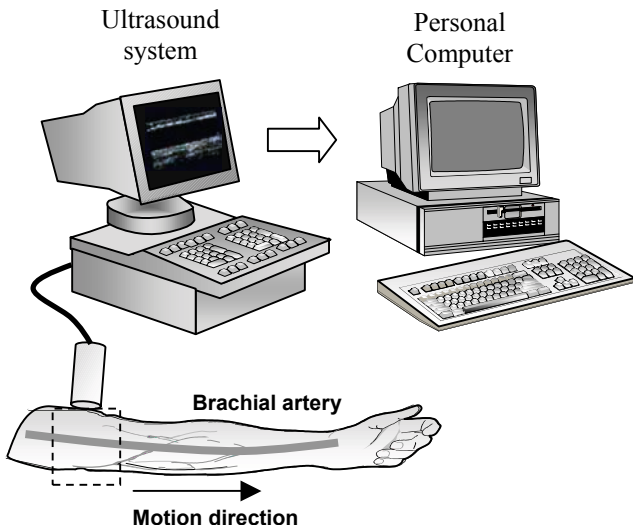 Ultrasound
system
Personal
Computer
Brachial artery
Motion direction